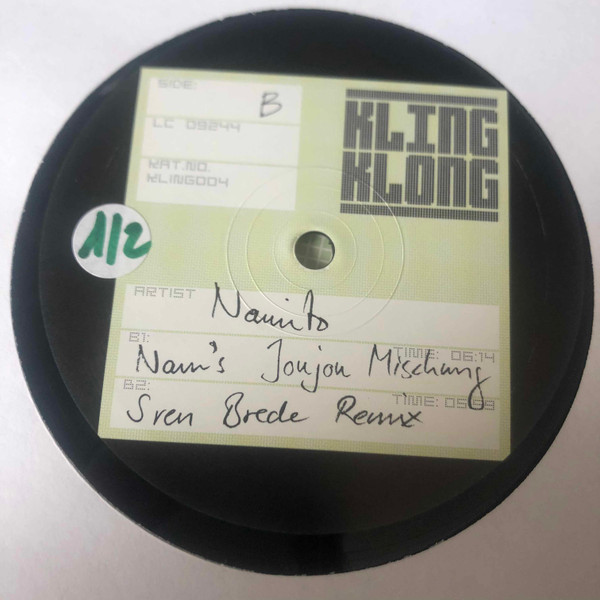 SIDE: B
LC 09244
KAT.NO.
KLING004
KLING
KLONG
1/2
ARTIST Namito
B1: TIME: 06:14
Nam's Joujou Mischung
B2: TIME: 05:59
Sven Brede Remix